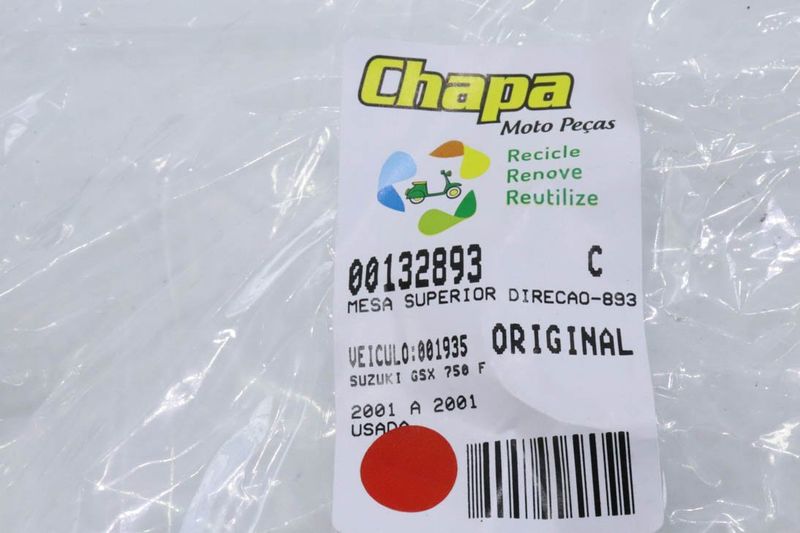 Chapa
Moto Peças
Recicle
Renove
Reutilize
00132893 C
MESA SUPERIOR DIRECAO-893
VEICULO:001935 ORIGINAL
SUZUKI GSX 750 F
2001 A 2001
USADA